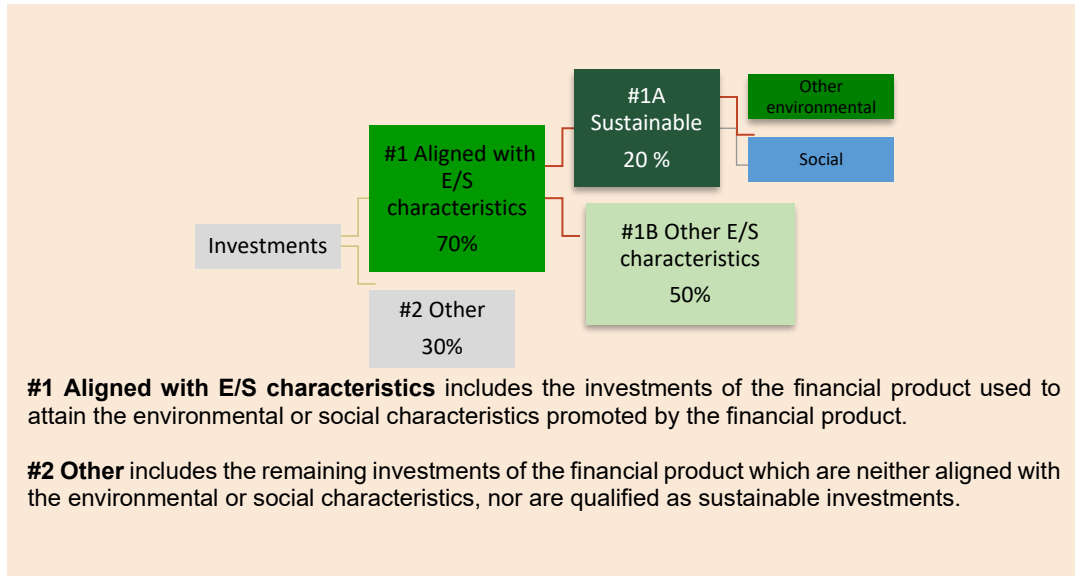 #1A
Sustainable
20 %
Other
environmental
Social
#1 Aligned with
E/S
characteristics
70%
#1B Other E/S
characteristics
50%
Investments
#2 Other
30%
#1 Aligned with E/S characteristics includes the investments of the financial product used to
attain the environmental or social characteristics promoted by the financial product.
#2 Other includes the remaining investments of the financial product which are neither aligned with
the environmental or social characteristics, nor are qualified as sustainable investments.